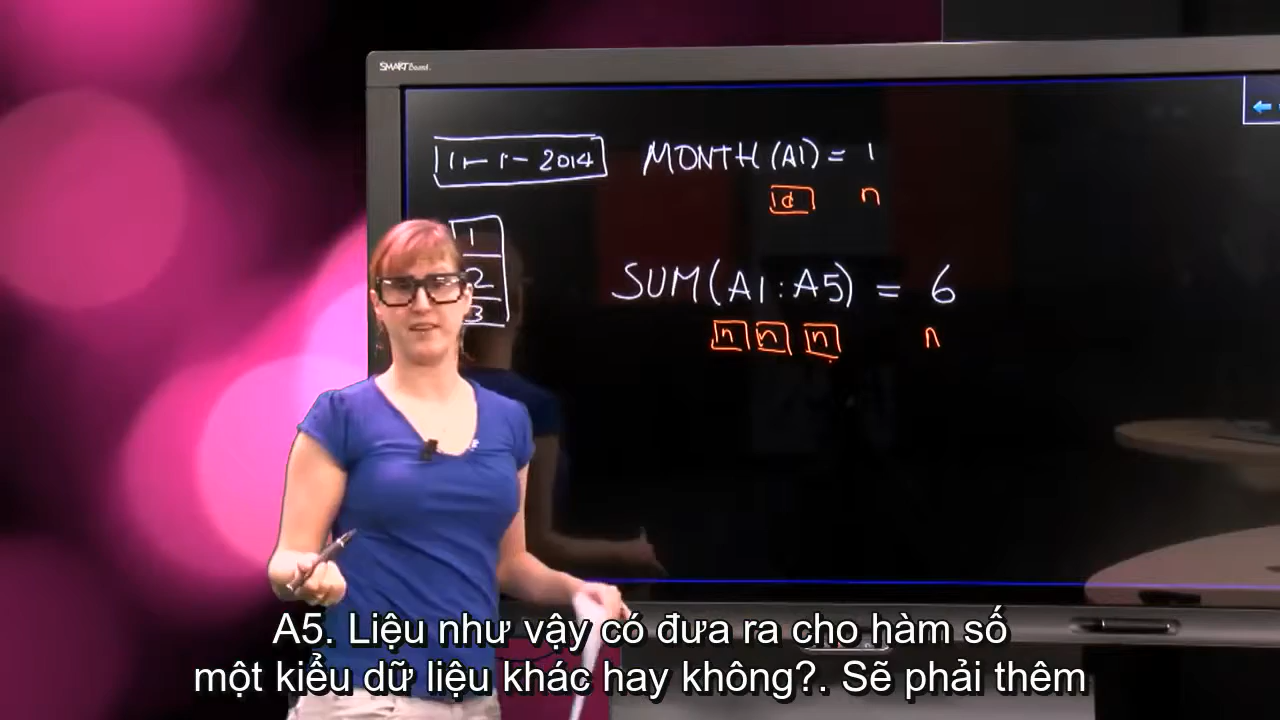 SMART Board
1-1-2014
MONTH (A1) = 1
d n
1
2
3
SUM(A1:A5) = 6
n n n n
A5. Liệu như vậy có đưa ra cho hàm số
một kiểu dữ liệu khác hay không?. Sẽ phải thêm